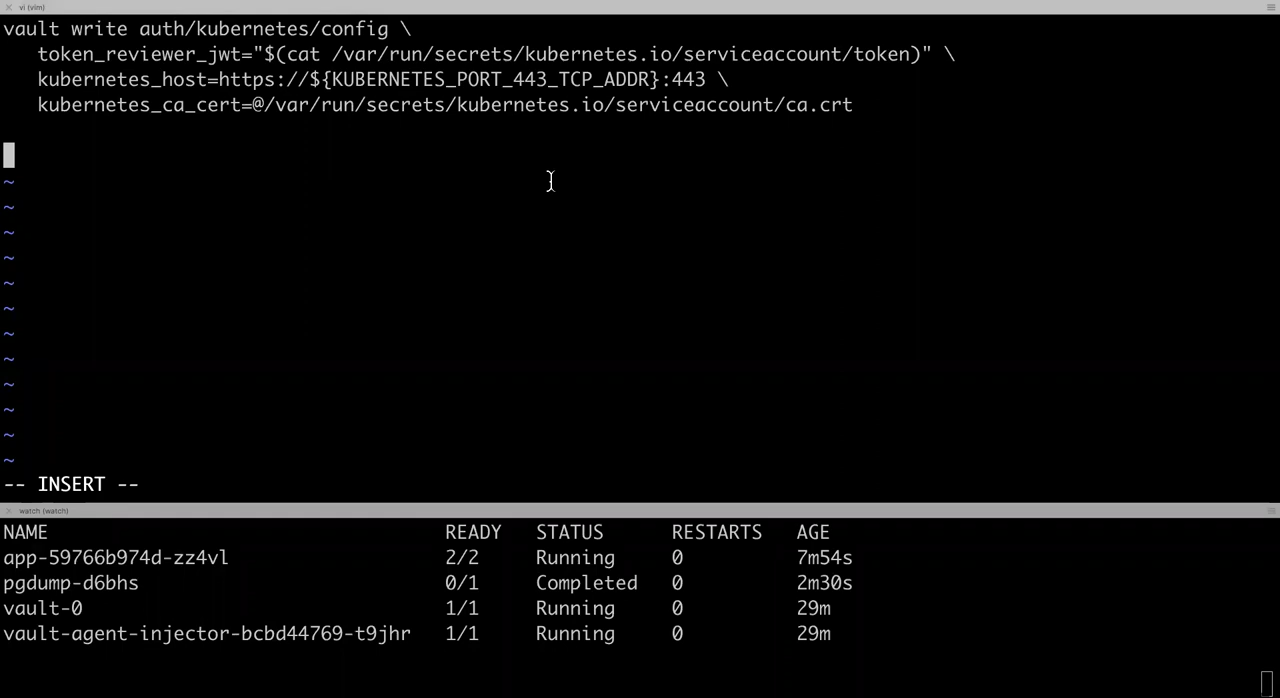 vi (vim)
vault write auth/kubernetes/config \
   token_reviewer_jwt="$(cat /var/run/secrets/kubernetes.io/serviceaccount/token)" \
   kubernetes_host=https://${KUBERNETES_PORT_443_TCP_ADDR}:443 \
   kubernetes_ca_cert=@/var/run/secrets/kubernetes.io/serviceaccount/ca.crt
~
~
~
~
~
~
~
~
~
~
~
~
-- INSERT --
watch (watch)
NAME READY STATUS RESTARTS AGE
app-59766b974d-zz4vl 2/2 Running 0 7m54s
pgdump-d6bhs 0/1 Completed 0 2m30s
vault-0 1/1 Running 0 29m
vault-agent-injector-bcbd44769-t9jhr 1/1 Running 0 29m